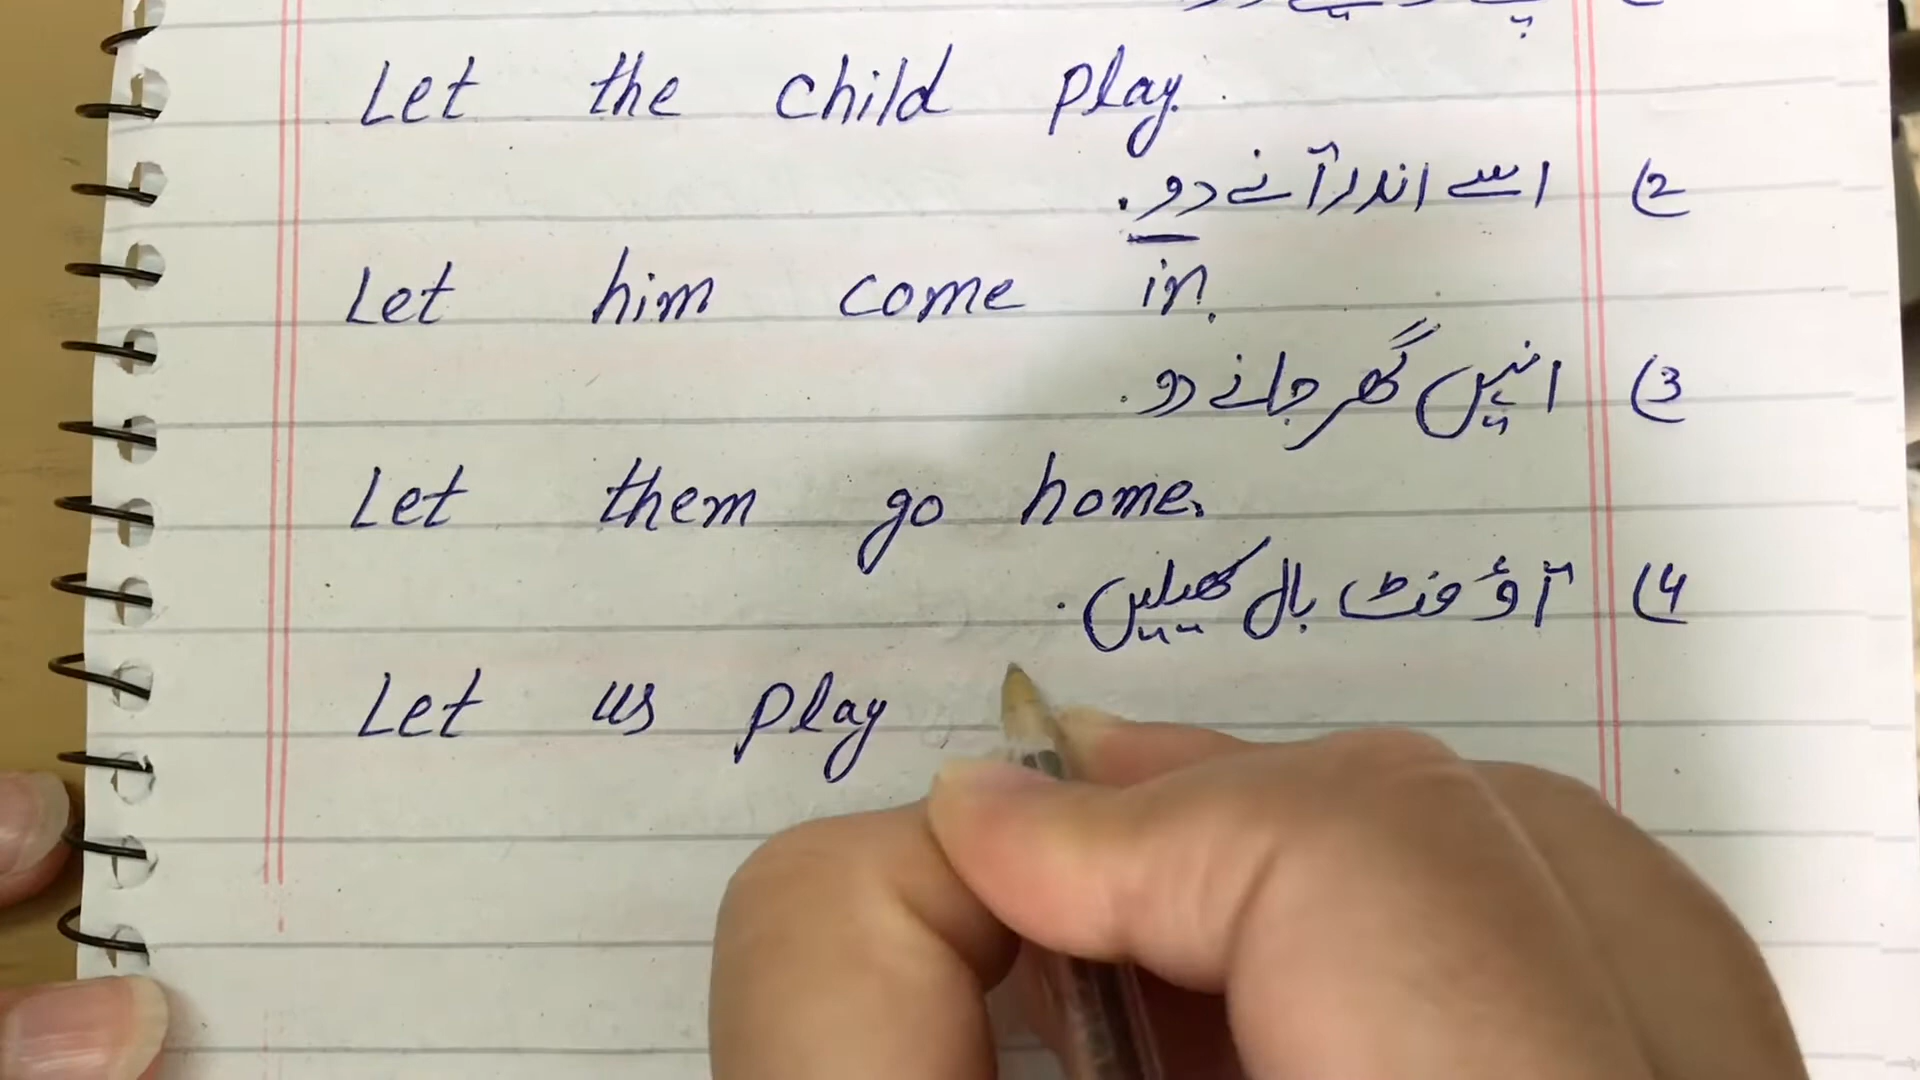 Let the child play.
2) اسے اندر آنے دو.
Let him come in.
3) انہیں گھر جانے دو.
Let them go home.
4) آؤ فٹ بال کھیلیں.
Let us play